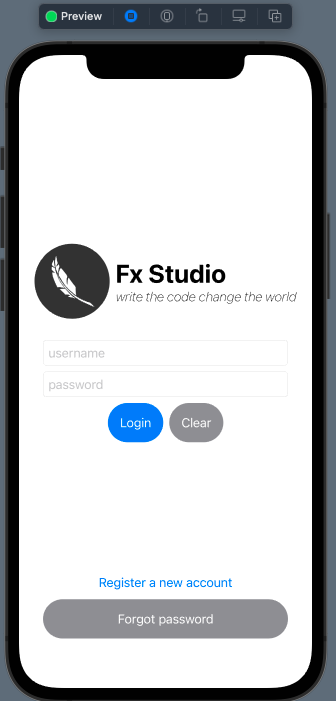 Preview
Fx Studio
write the code change the world
username
password
Login Clear
Register a new account
Forgot password